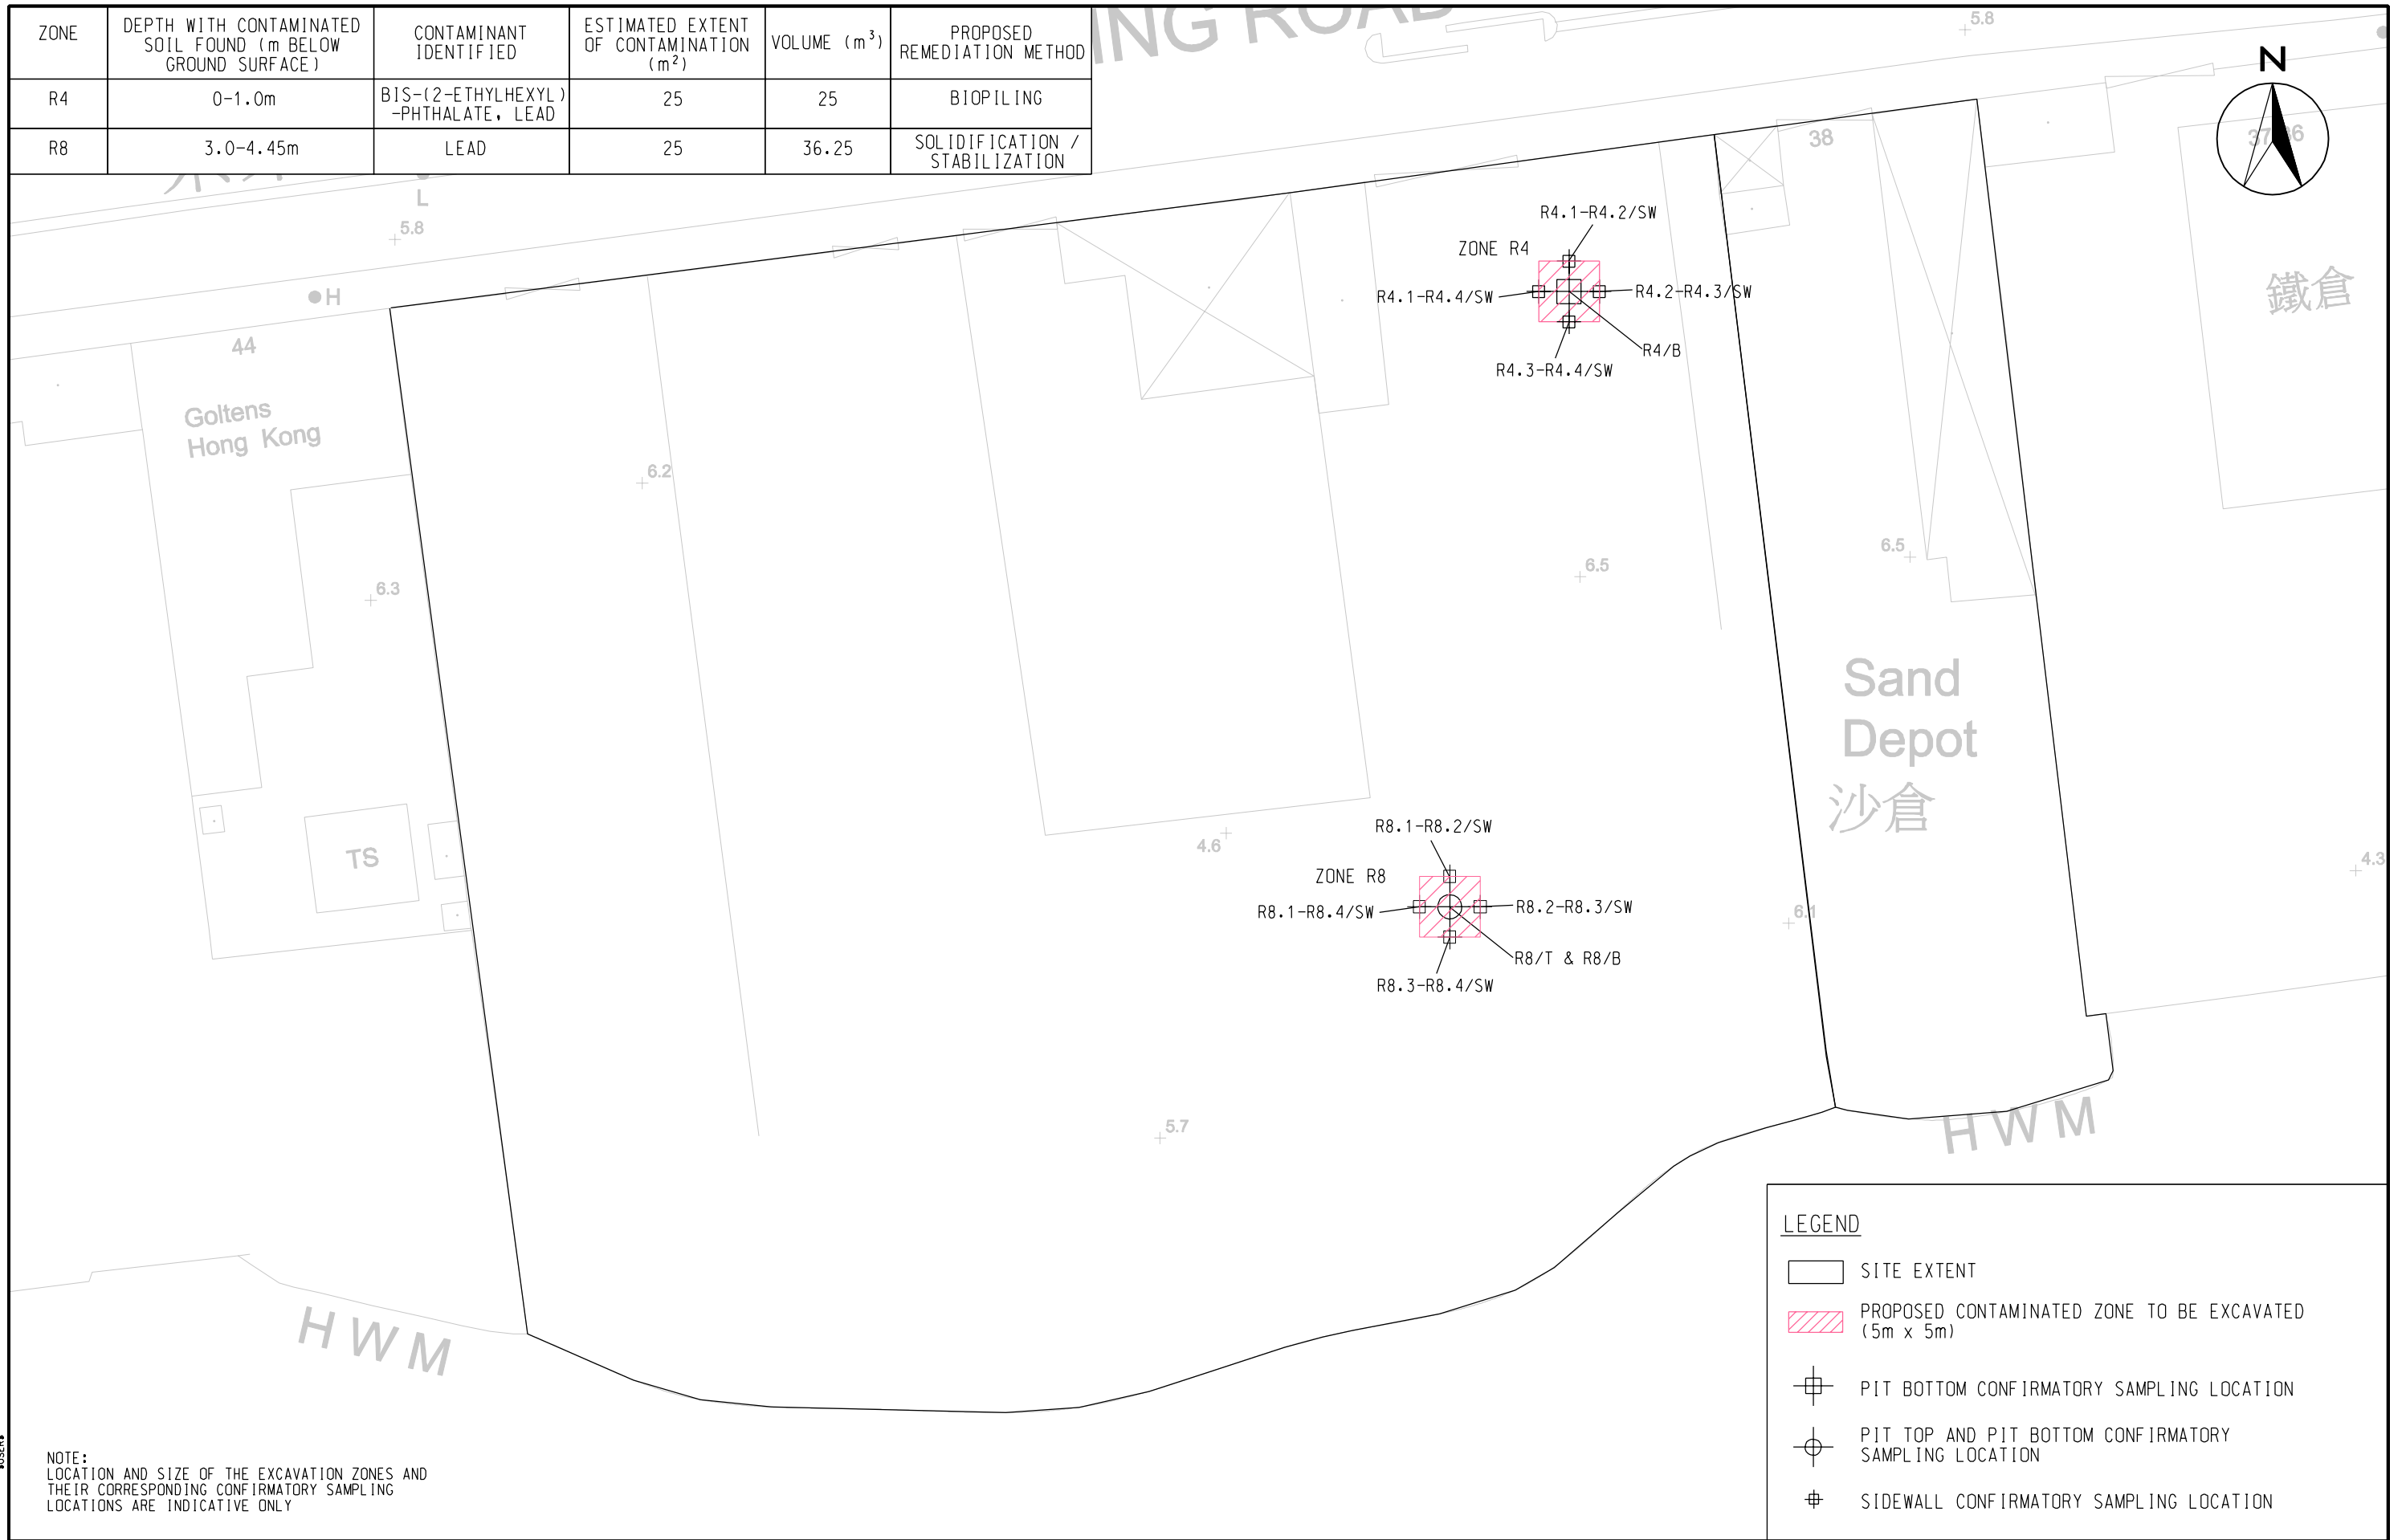 ZONE
DEPTH WITH CONTAMINATED
SOIL FOUND (m BELOW
GROUND SURFACE)
CONTAMINANT
IDENTIFIED
ESTIMATED EXTENT
OF CONTAMINATION
(m²)
VOLUME (m³)
PROPOSED
REMEDIATION METHOD
R4
0-1.0m
BIS-(2-ETHYLHEXYL)
-PHTHALATE, LEAD
25
25
BIOPILING
R8
3.0-4.45m
LEAD
25
36.25
SOLIDIFICATION /
STABILIZATION
ING ROAD
5.8
N
38
L
5.8
H
44
Goltens
Hong Kong
鐵倉
R4.1-R4.2/SW
ZONE R4
R4.1-R4.4/SW
R4.2-R4.3/SW
R4/B
R4.3-R4.4/SW
6.2
6.3
6.5
6.5
Sand
Depot
沙倉
TS
4.6
4.3
6.1
R8.1-R8.2/SW
ZONE R8
R8.1-R8.4/SW
R8.2-R8.3/SW
R8/T & R8/B
R8.3-R8.4/SW
5.7
HWM
HWM
LEGEND
SITE EXTENT
PROPOSED CONTAMINATED ZONE TO BE EXCAVATED
(5m x 5m)
PIT BOTTOM CONFIRMATORY SAMPLING LOCATION
PIT TOP AND PIT BOTTOM CONFIRMATORY
SAMPLING LOCATION
SIDEWALL CONFIRMATORY SAMPLING LOCATION
NOTE:
LOCATION AND SIZE OF THE EXCAVATION ZONES AND
THEIR CORRESPONDING CONFIRMATORY SAMPLING
LOCATIONS ARE INDICATIVE ONLY